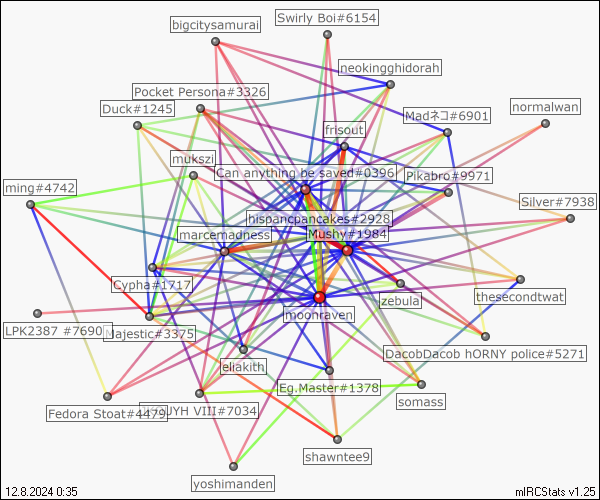 Swirly Boi#6154
bigcitysamurai
neokingghidorah
Pocket Persona#3326
Duck#1245
normalwan
Madネコ#6901
frisout
mukszi
Can anything be saved#0396
Pikabro#9971
ming#4742
Silver#7938
hispancpancakes#2928
marcemadness
Mushy#1984
Cypha#1717
zebula
thesecondtwat
moonraven
LPK2387 #7690
Majestic#3375
DacobDacob hORNY police#5271
eliakith
Eg.Master#1378
somass
Fedora Stoat#4479
VIII#7034
shawntee9
yoshimanden
12.8.2024 0:35
mIRCStats v1.25